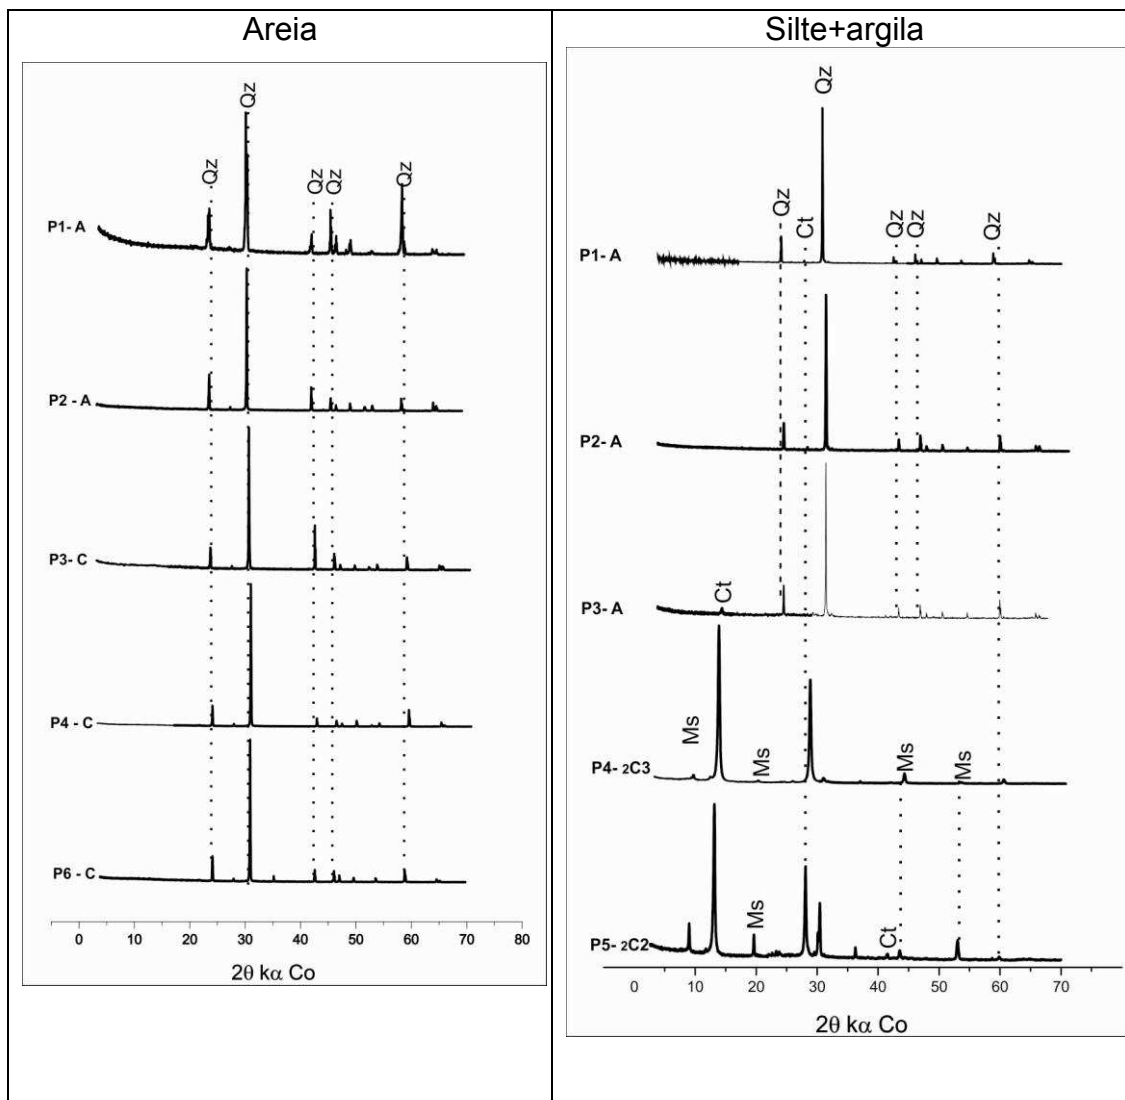 Areia
Qz
Qz
Qz
Qz
Qz
P1- A
P2 - A
P3- C
P4 - C
P6 - C
0 10 20 30 40 50 60 70 80
2θ kα Co
Silte+argila
Qz
Qz
Ct
Qz
Qz
Qz
P1- A
P2- A
P3- A
Ct
P4- 2C3
Ms
Ms
Ms
Ms
P5- 2C2
Ms
Ct
0 10 20 30 40 50 60 70
2θ kα Co